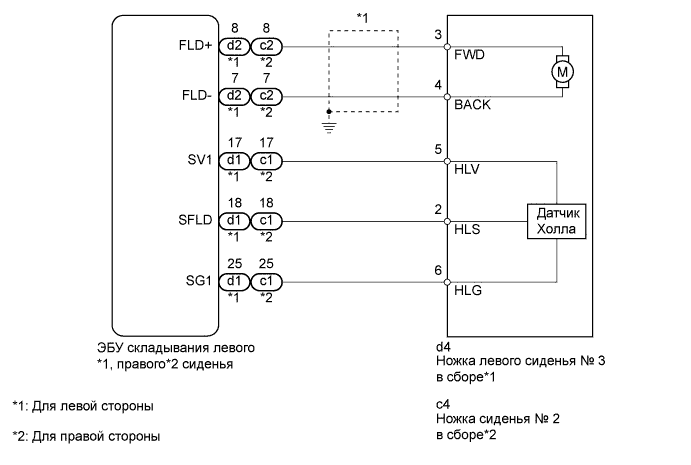 *1
8 8 3
FLD+ d2 c2 FWD
*1 *2
M
7 7 4
FLD- d2 c2 BACK
*1 *2
17 17 5
SV1 d1 c1 HLV
*1 *2
18 18 2
SFLD d1 c1 HLS
*1 *2
Датчик
Холла
25 25 6
SG1 d1 c1 HLG
*1 *2
ЭБУ складывания левого
*1, правого*2 сиденья
d4
Ножка левого сиденья № 3
в сборе*1
*1: Для левой стороны
c4
Ножка сиденья № 2
в сборе*2
*2: Для правой стороны